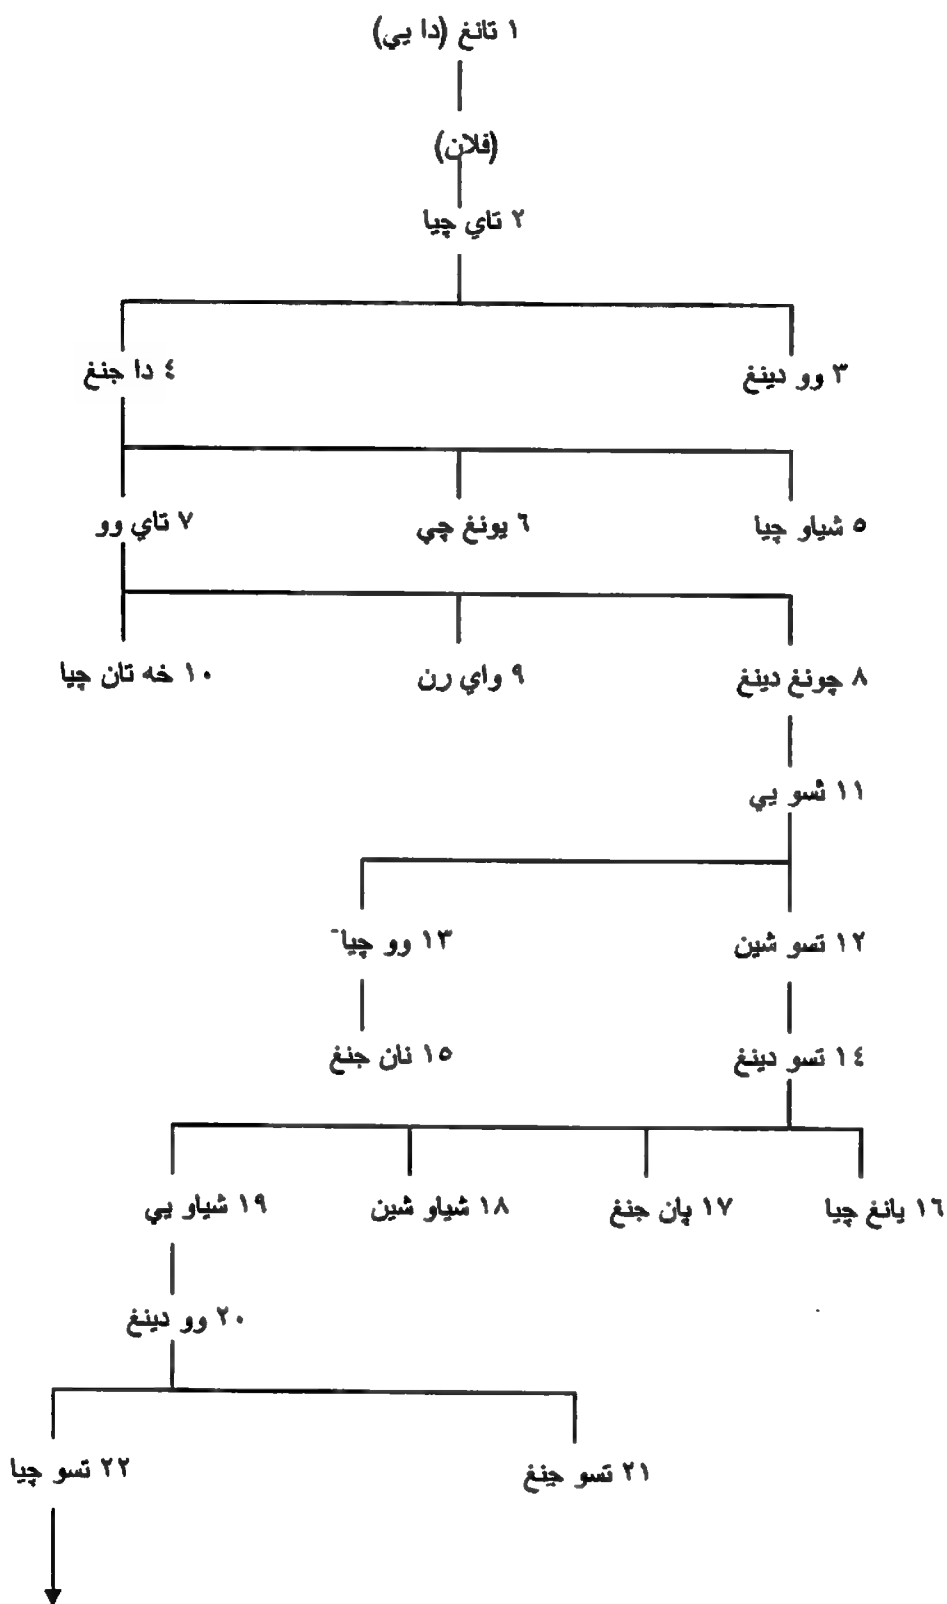 ١ تانغ (دا يي)
(فلان)
٢ تاي چيا
٣ وو دينغ
٤ دا جنغ
٥ شياو چيا
٦ يونغ چي
٧ تاي وو
٨ چونغ دينغ
٩ واي رن
١٠ خه تان چيا
١١ تسو يي
١٢ تسو شين
١٣ وو چيا
١٤ تسو دينغ
١٥ نان جنغ
١٦ يانغ چيا
١٧ پان جنغ
١٨ شياو شين
١٩ شياو يي
٢٠ وو دينغ
٢١ تسو جنغ
٢٢ تسو چيا